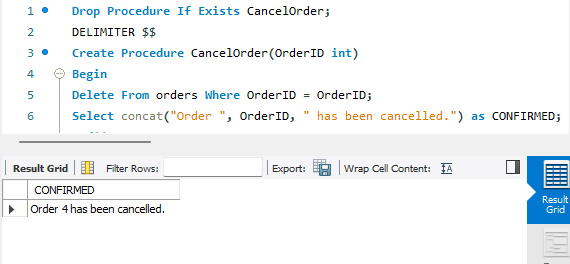 1 Drop Procedure If Exists CancelOrder;
2 DELIMITER $$
3 Create Procedure CancelOrder(OrderID int)
4 Begin
5 Delete From orders Where OrderID = OrderID;
6 Select concat("Order ", OrderID, " has been cancelled.") as CONFIRMED;
Result Grid Filter Rows: Export: Wrap Cell Content: IA
CONFIRMED
Order 4 has been cancelled.
Result
Grid